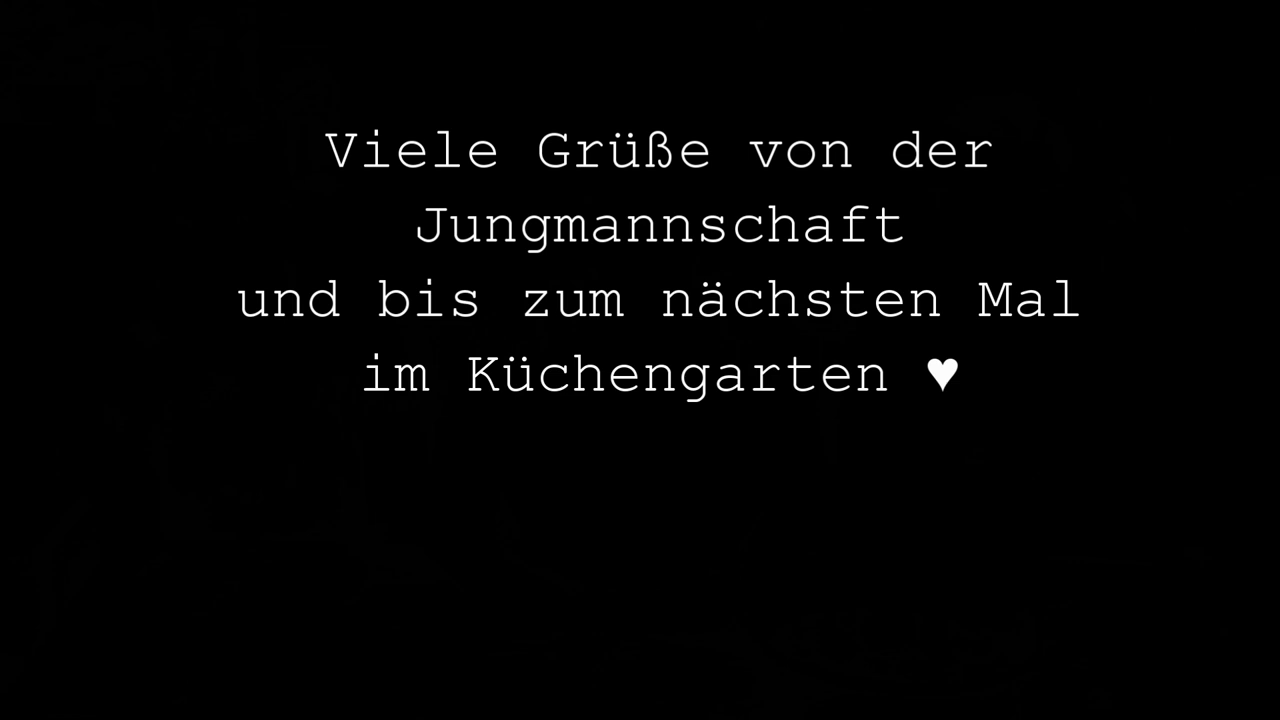 Viele Grüße von der
Jungmannschaft
und bis zum nächsten Mal
im Küchengarten ♥